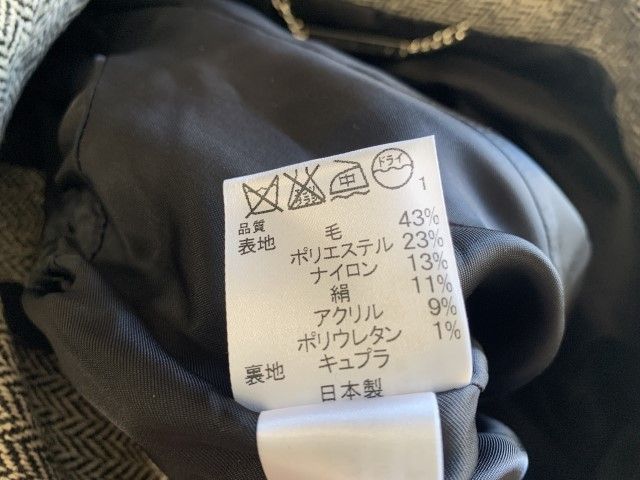 中 ドライ
1
品質
表地 毛 43%
ポリエステル 23%
ナイロン 13%
絹 11%
アクリル 9%
ポリウレタン 1%
裏地 キュプラ
日本製